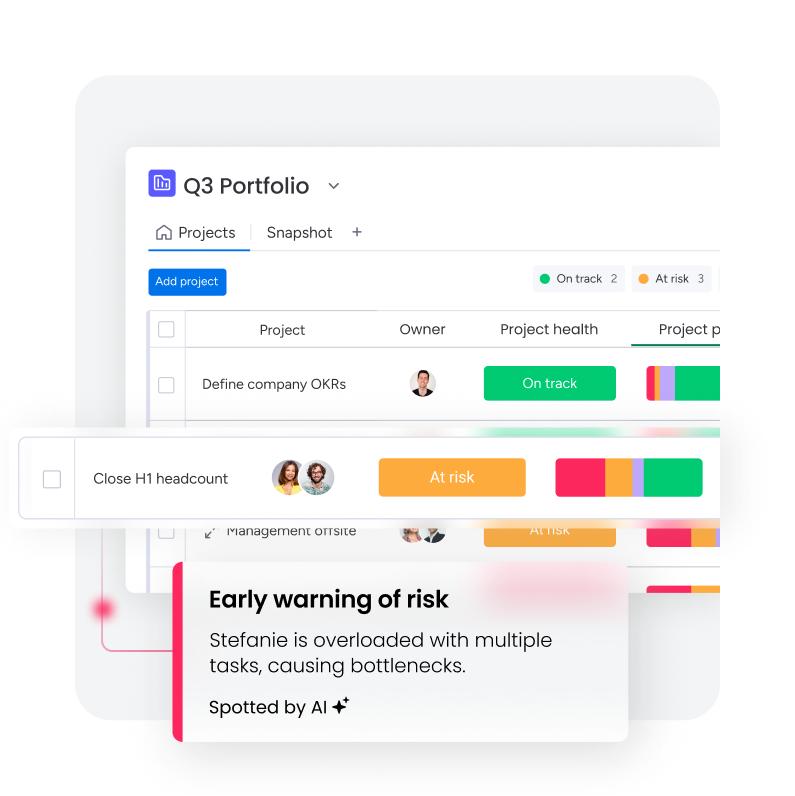 Q3 Portfolio
Projects
Snapshot
+
Add project
On track 2
At risk 3
Project
Owner
Project health
Project p
Define company OKRs
On track
Close H1 headcount
At risk
Management offsite
At risk
Early warning of risk
Stefanie is overloaded with multiple
tasks, causing bottlenecks.
Spotted by AI